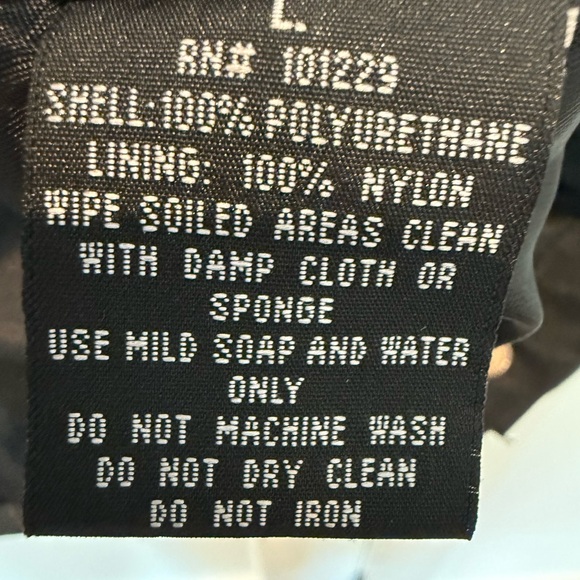 L.
RN# 101229
SHELL:100% POLYURETHANE
LINING: 100% NYLON
WIPE SOILED AREAS CLEAN
WITH DAMP CLOTH OR
SPONGE
USE MILD SOAP AND WATER
ONLY
DO NOT MACHINE WASH
DO NOT DRY CLEAN
DO NOT IRON